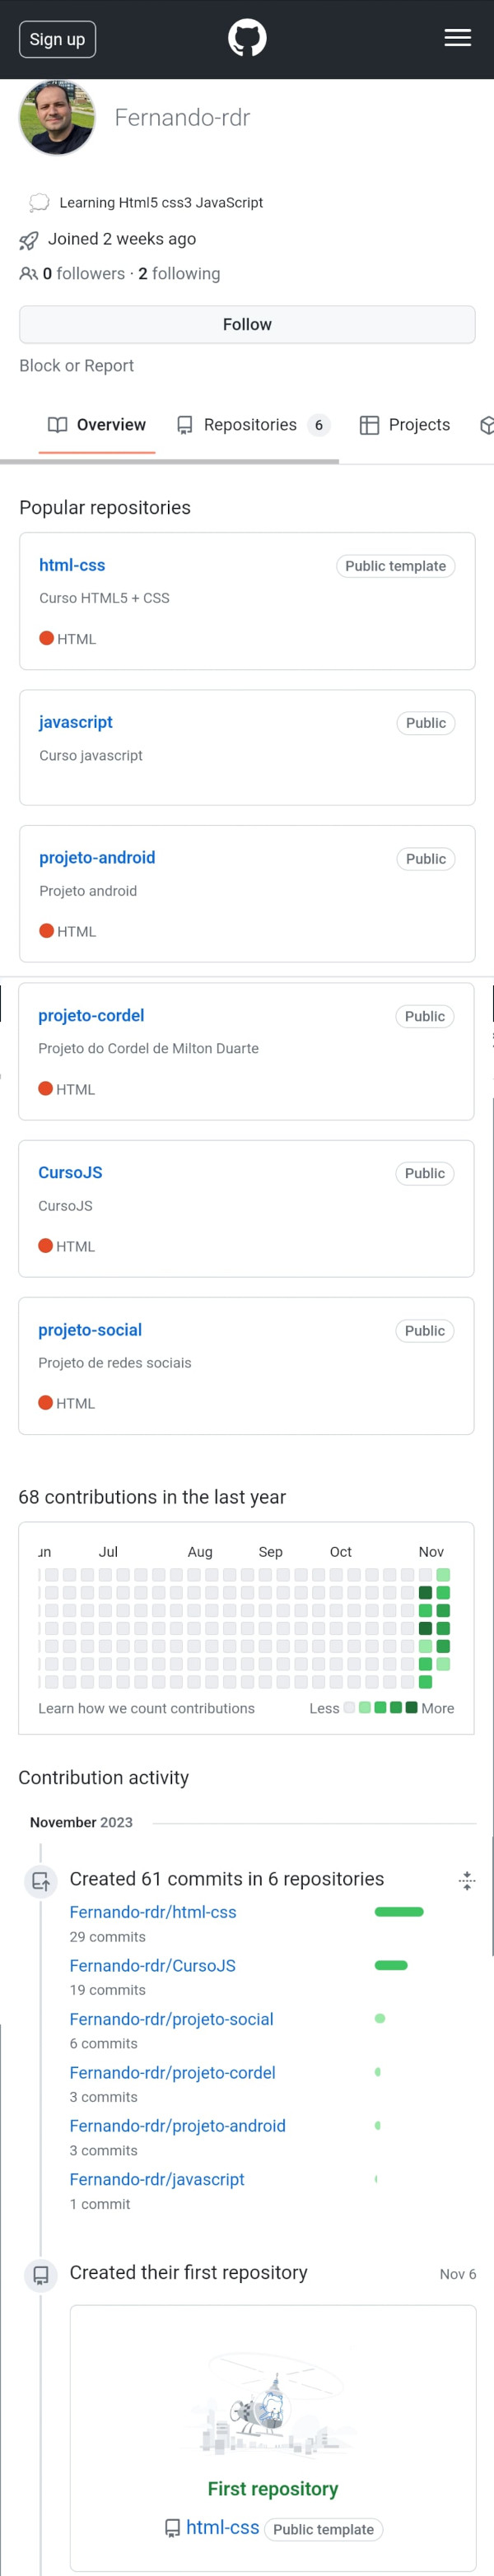 Sign up
Fernando-rdr
Learning Html5 css3 JavaScript
Joined 2 weeks ago
0 followers · 2 following
Follow
Block or Report
Overview Repositories 6 Projects
Popular repositories
html-css Public template
Curso HTML5 + CSS
HTML
javascript Public
Curso javascript
projeto-android Public
Projeto android
HTML
projeto-cordel Public
Projeto do Cordel de Milton Duarte
HTML
CursoJS Public
CursoJS
HTML
projeto-social Public
Projeto de redes sociais
HTML
68 contributions in the last year
Jul Aug Sep Oct Nov
Learn how we count contributions Less More
Contribution activity
November 2023
Created 61 commits in 6 repositories
Fernando-rdr/html-css
29 commits
Fernando-rdr/CursoJS
19 commits
Fernando-rdr/projeto-social
6 commits
Fernando-rdr/projeto-cordel
3 commits
Fernando-rdr/projeto-android
3 commits
Fernando-rdr/javascript
1 commit
Created their first repository Nov 6
First repository
html-css Public template